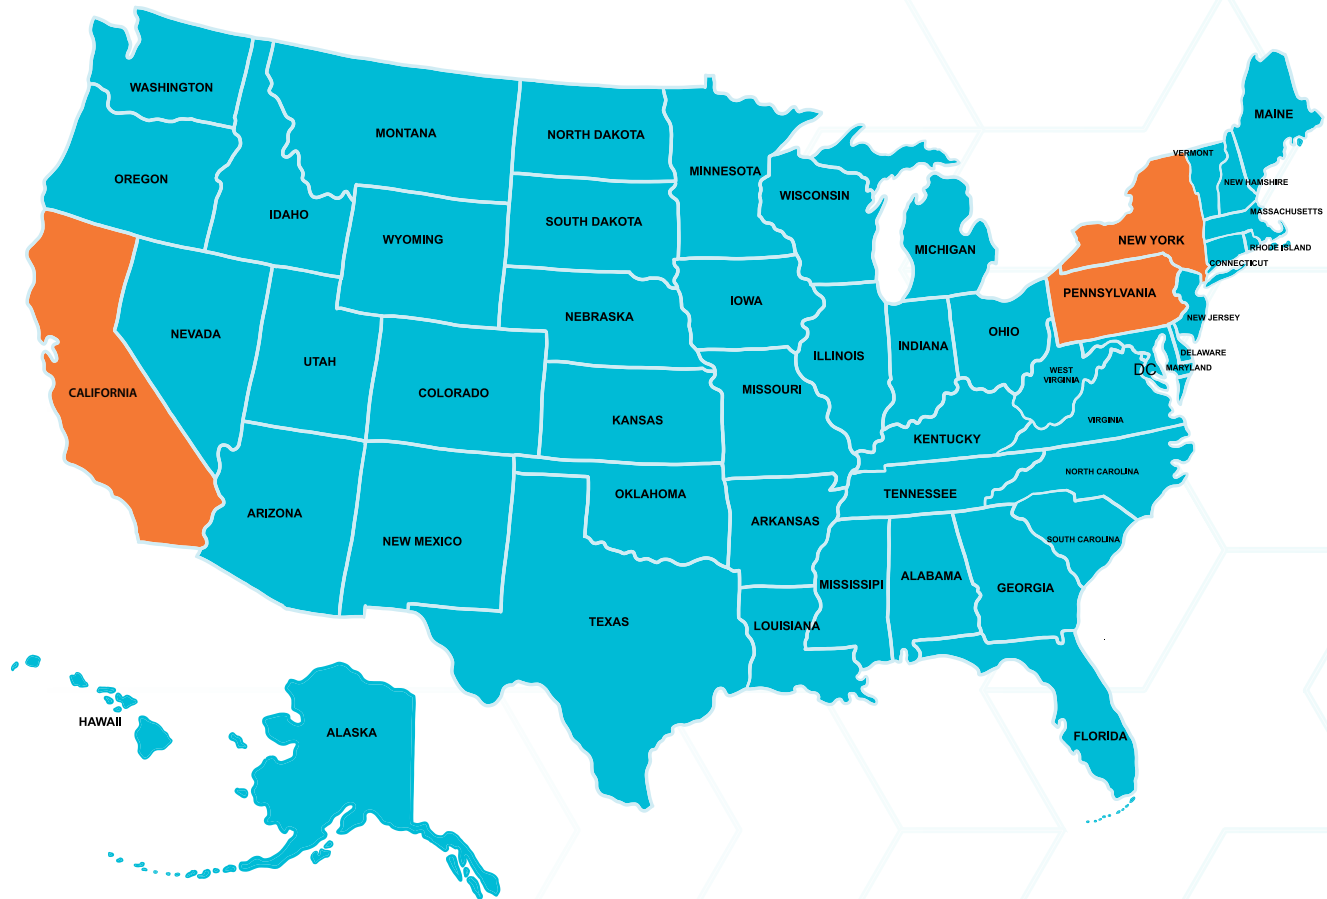 WASHINGTON
MAINE
MONTANA
NORTH DAKOTA
VERMONT
MINNESOTA
OREGON
NEW HAMSHIRE
WISCONSIN
MASSACHUSETTS
IDAHO
SOUTH DAKOTA
WYOMING
NEW YORK
MICHIGAN
RHODE ISLAND
CONNECTICUT
PENNSYLVANIA
IOWA
NEBRASKA
NEW JERSEY
NEVADA
OHIO
INDIANA
ILLINOIS
DELAWARE
UTAH
MARYLAND
DC
WEST
VIRGINIA
MISSOURI
CALIFORNIA
COLORADO
KANSAS
VIRGINIA
KENTUCKY
NORTH CAROLINA
OKLAHOMA
TENNESSEE
ARIZONA
ARKANSAS
SOUTH CAROLINA
NEW MEXICO
ALABAMA
MISSISSIPI
GEORGIA
TEXAS
LOUISIANA
HAWAII
ALASKA
FLORIDA